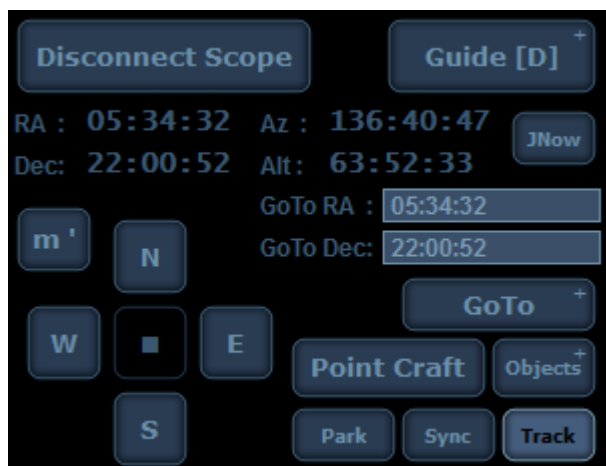 Disconnect Scope
Guide [D] +
RA : 05:34:32 Az : 136:40:47
JNow
Dec: 22:00:52 Alt: 63:52:33
GoTo RA : 05:34:32
m '
GoTo Dec: 22:00:52
N
GoTo +
W
E
Point Craft
Objects +
S
Park
Sync
Track